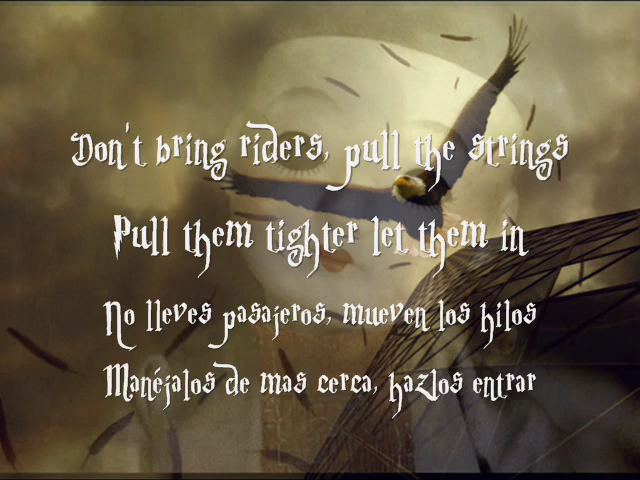 Don't bring riders, pull the strings
Pull them tighter let them in
No lleves pasajeros, mueven los hilos
Manéjalos de mas cerca, hazlos entrar